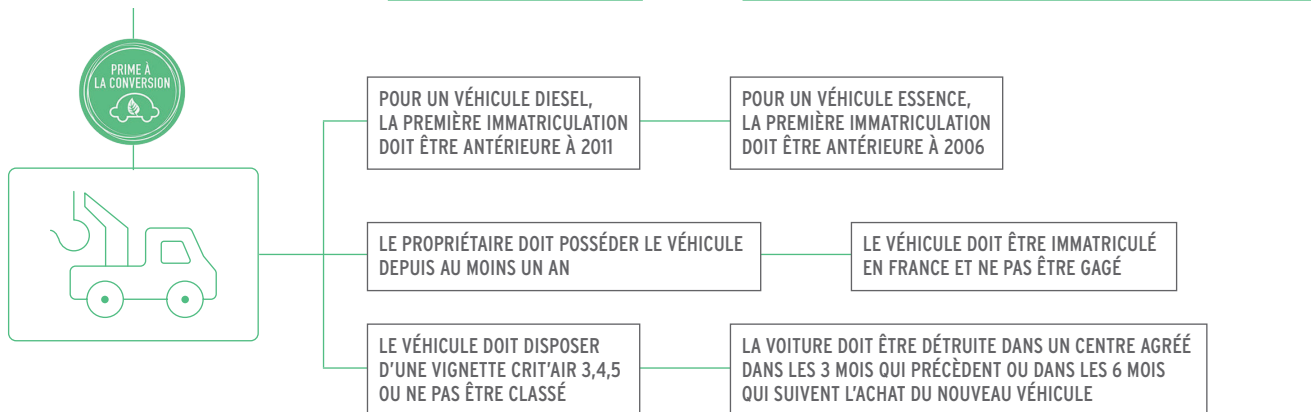 PRIME À
LA CONVERSION
POUR UN VÉHICULE DIESEL,
LA PREMIÈRE IMMATRICULATION
DOIT ÊTRE ANTÉRIEURE À 2011
POUR UN VÉHICULE ESSENCE,
LA PREMIÈRE IMMATRICULATION
DOIT ÊTRE ANTÉRIEURE À 2006
LE PROPRIÉTAIRE DOIT POSSÉDER LE VÉHICULE
DEPUIS AU MOINS UN AN
LE VÉHICULE DOIT ÊTRE IMMATRICULÉ
EN FRANCE ET NE PAS ÊTRE GAGÉ
LE VÉHICULE DOIT DISPOSER
D'UNE VIGNETTE CRIT'AIR 3,4,5
OU NE PAS ÊTRE CLASSÉ
LA VOITURE DOIT ÊTRE DÉTRUITE DANS UN CENTRE AGRÉÉ
DANS LES 3 MOIS QUI PRÉCÈDENT OU DANS LES 6 MOIS
QUI SUIVENT L'ACHAT DU NOUVEAU VÉHICULE